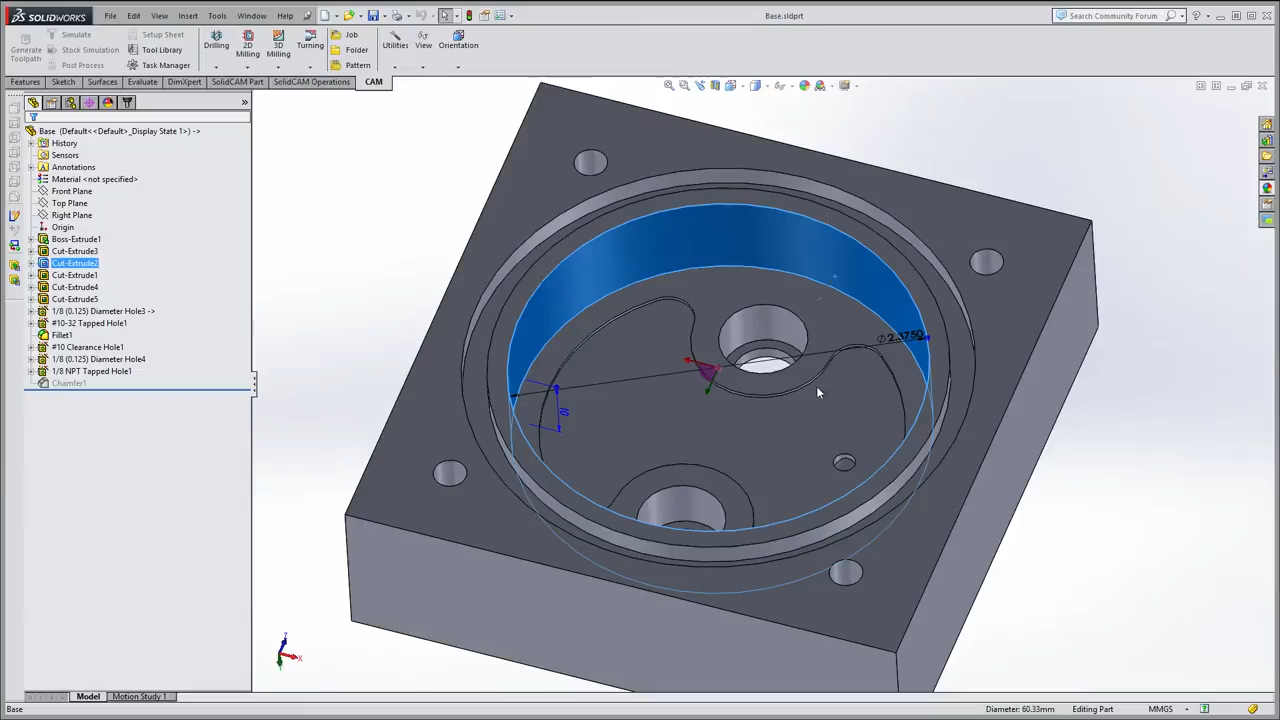 SOLIDWORKS File Edit View Insert Tools Window Help Base.sldprt Search Community Forum
Generate Toolpath Simulate Stock Simulation Post Process Setup Sheet Tool Library Task Manager Drilling 2D Milling 3D Milling Turning Job Folder Pattern Utilities View Orientation
Features Sketch Surfaces Evaluate DimXpert SolidCAM Part SolidCAM Operations CAM
Base (Default<<Default>_Display State 1>) ->
History
Sensors
Annotations
Material <not specified>
Front Plane
Top Plane
Right Plane
Origin
Boss-Extrude1
Cut-Extrude3
Cut-Extrude2
Cut-Extrude1
Cut-Extrude4
Cut-Extrude5
1/8 (0.125) Diameter Hole3 ->
#10-32 Tapped Hole1
Fillet1
#10 Clearance Hole1
1/8 (0.125) Diameter Hole4
1/8 NPT Tapped Hole1
Chamfer1
Ø2.3750
10
Z
X
Model Motion Study 1
Base Diameter: 60.33mm Editing Part MMGS